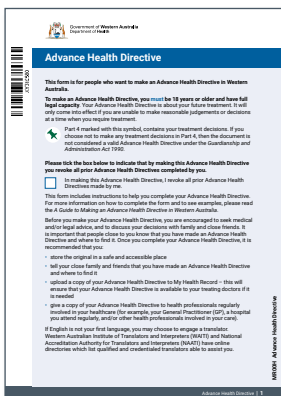 Government of Western Australia
Department of Health
Advance Health Directive
This form is for people who want to make an Advance Health Directive in Western
Australia.
To make an Advance Health Directive, you must be 18 years or older and have full
legal capacity. Your Advance Health Directive is about your future treatment. It will
only come into effect if you are unable to make reasonable judgements or decisions
at a time when you require treatment.
Part 4 marked with this symbol, contains your treatment decisions. If you
choose not to make any treatment decisions in Part 4, then the document is
not considered a valid Advance Health Directive under the Guardianship and
Administration Act 1990.
Please tick the box below to indicate that by making this Advance Health Directive
you revoke all prior Advance Health Directives completed by you.
In making this Advance Health Directive, I revoke all prior Advance Health
Directives made by me.
This form includes instructions to help you complete your Advance Health Directive.
For more information on how to complete the form and to see examples, please read
the A Guide to Making an Advance Health Directive in Western Australia.
Before you make your Advance Health Directive, you are encouraged to seek medical
and/or legal advice, and to discuss your decisions with family and close friends. It
is important that people close to you know that you have made an Advance Health
Directive and where to find it. Once you complete your Advance Health Directive, it is
recommended that you:
• store the original in a safe and accessible place
• tell your close family and friends that you have made an Advance Health Directive
and where to find it
• upload a copy of your Advance Health Directive to My Health Record – this will
ensure that your Advance Directive is available to your treating doctors if it
is needed
• give a copy of your Advance Health Directive to health professionals regularly
involved in your healthcare (for example, your General Practitioner (GP), a hospital
you attend regularly, and/or other health professionals involved in your care).
If English is not your first language, you may choose to engage a translator.
Western Australian Institute of Translators and Interpreters (WAITI) and National
Accreditation Authority for Translators and Interpreters (NAATI) have online
directories which list qualified and credentialed translators able to assist you.
MR00H Advance Health Directive
Advance Health Directive | 1